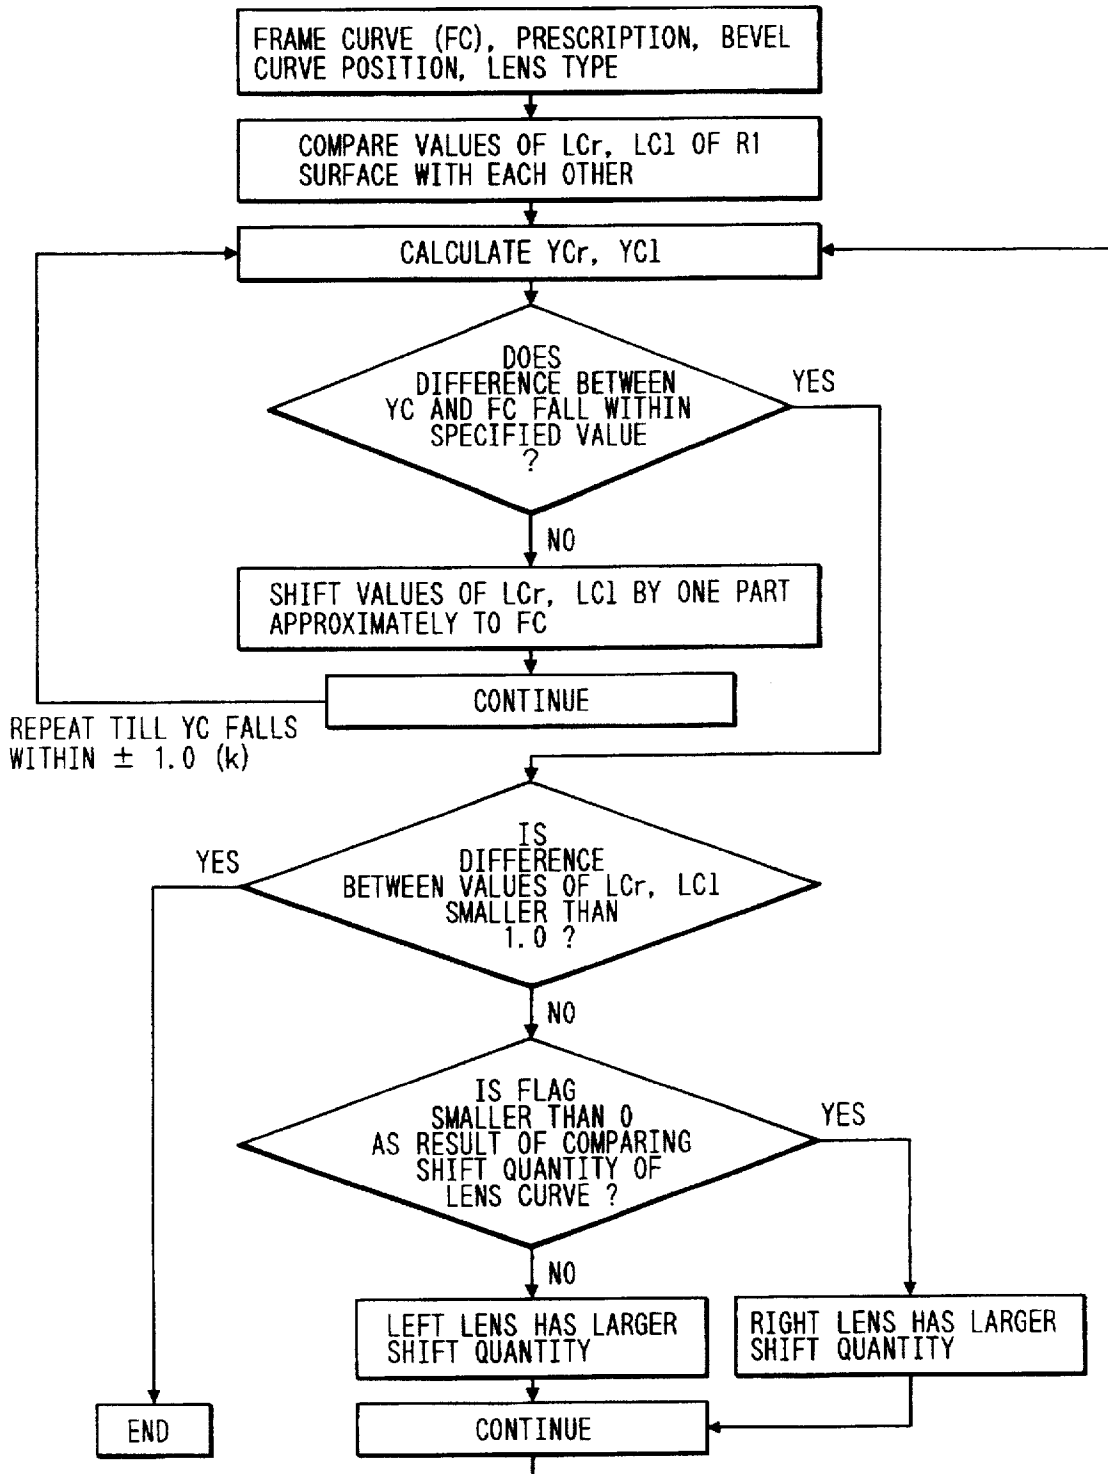 FRAME CURVE (FC), PRESCRIPTION, BEVEL
CURVE POSITION, LENS TYPE
COMPARE VALUES OF LCr, LCl OF R1
SURFACE WITH EACH OTHER
CALCULATE YCr, YCl
DOES
DIFFERENCE BETWEEN
YC AND FC FALL WITHIN
SPECIFIED VALUE
?
YES
NO
SHIFT VALUES OF LCr, LCl BY ONE PART
APPROXIMATELY TO FC
CONTINUE
REPEAT TILL YC FALLS
WITHIN ± 1.0 (k)
IS
DIFFERENCE
BETWEEN VALUES OF LCr, LCl
SMALLER THAN
1.0 ?
YES
NO
IS FLAG
SMALLER THAN 0
AS RESULT OF COMPARING
SHIFT QUANTITY OF
LENS CURVE ?
YES
NO
LEFT LENS HAS LARGER
SHIFT QUANTITY
RIGHT LENS HAS LARGER
SHIFT QUANTITY
END
CONTINUE